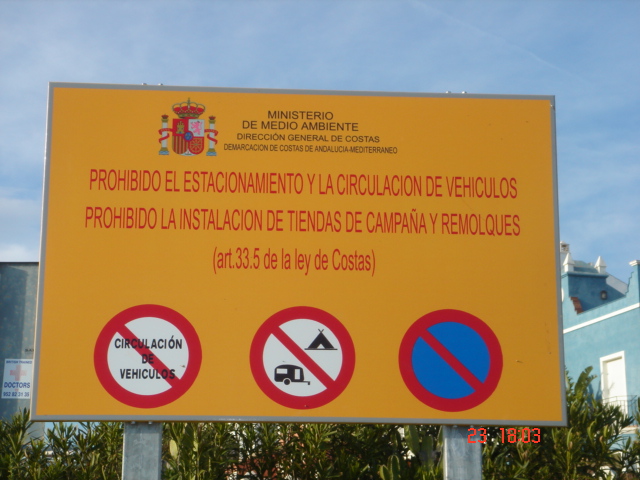 MINISTERIO
DE MEDIO AMBIENTE
DIRECCIÓN GENERAL DE COSTAS
DEMARCACION DE COSTAS DE ANDALUCIA-MEDITERRANEO
PROHIBIDO EL ESTACIONAMIENTO Y LA CIRCULACION DE VEHICULOS
PROHIBIDO LA INSTALACION DE TIENDAS DE CAMPAÑA Y REMOLQUES
(art.33.5 de la ley de Costas)
CIRCULACIÓN
DE
VEHICULOS
DOCTORS
23 18:03